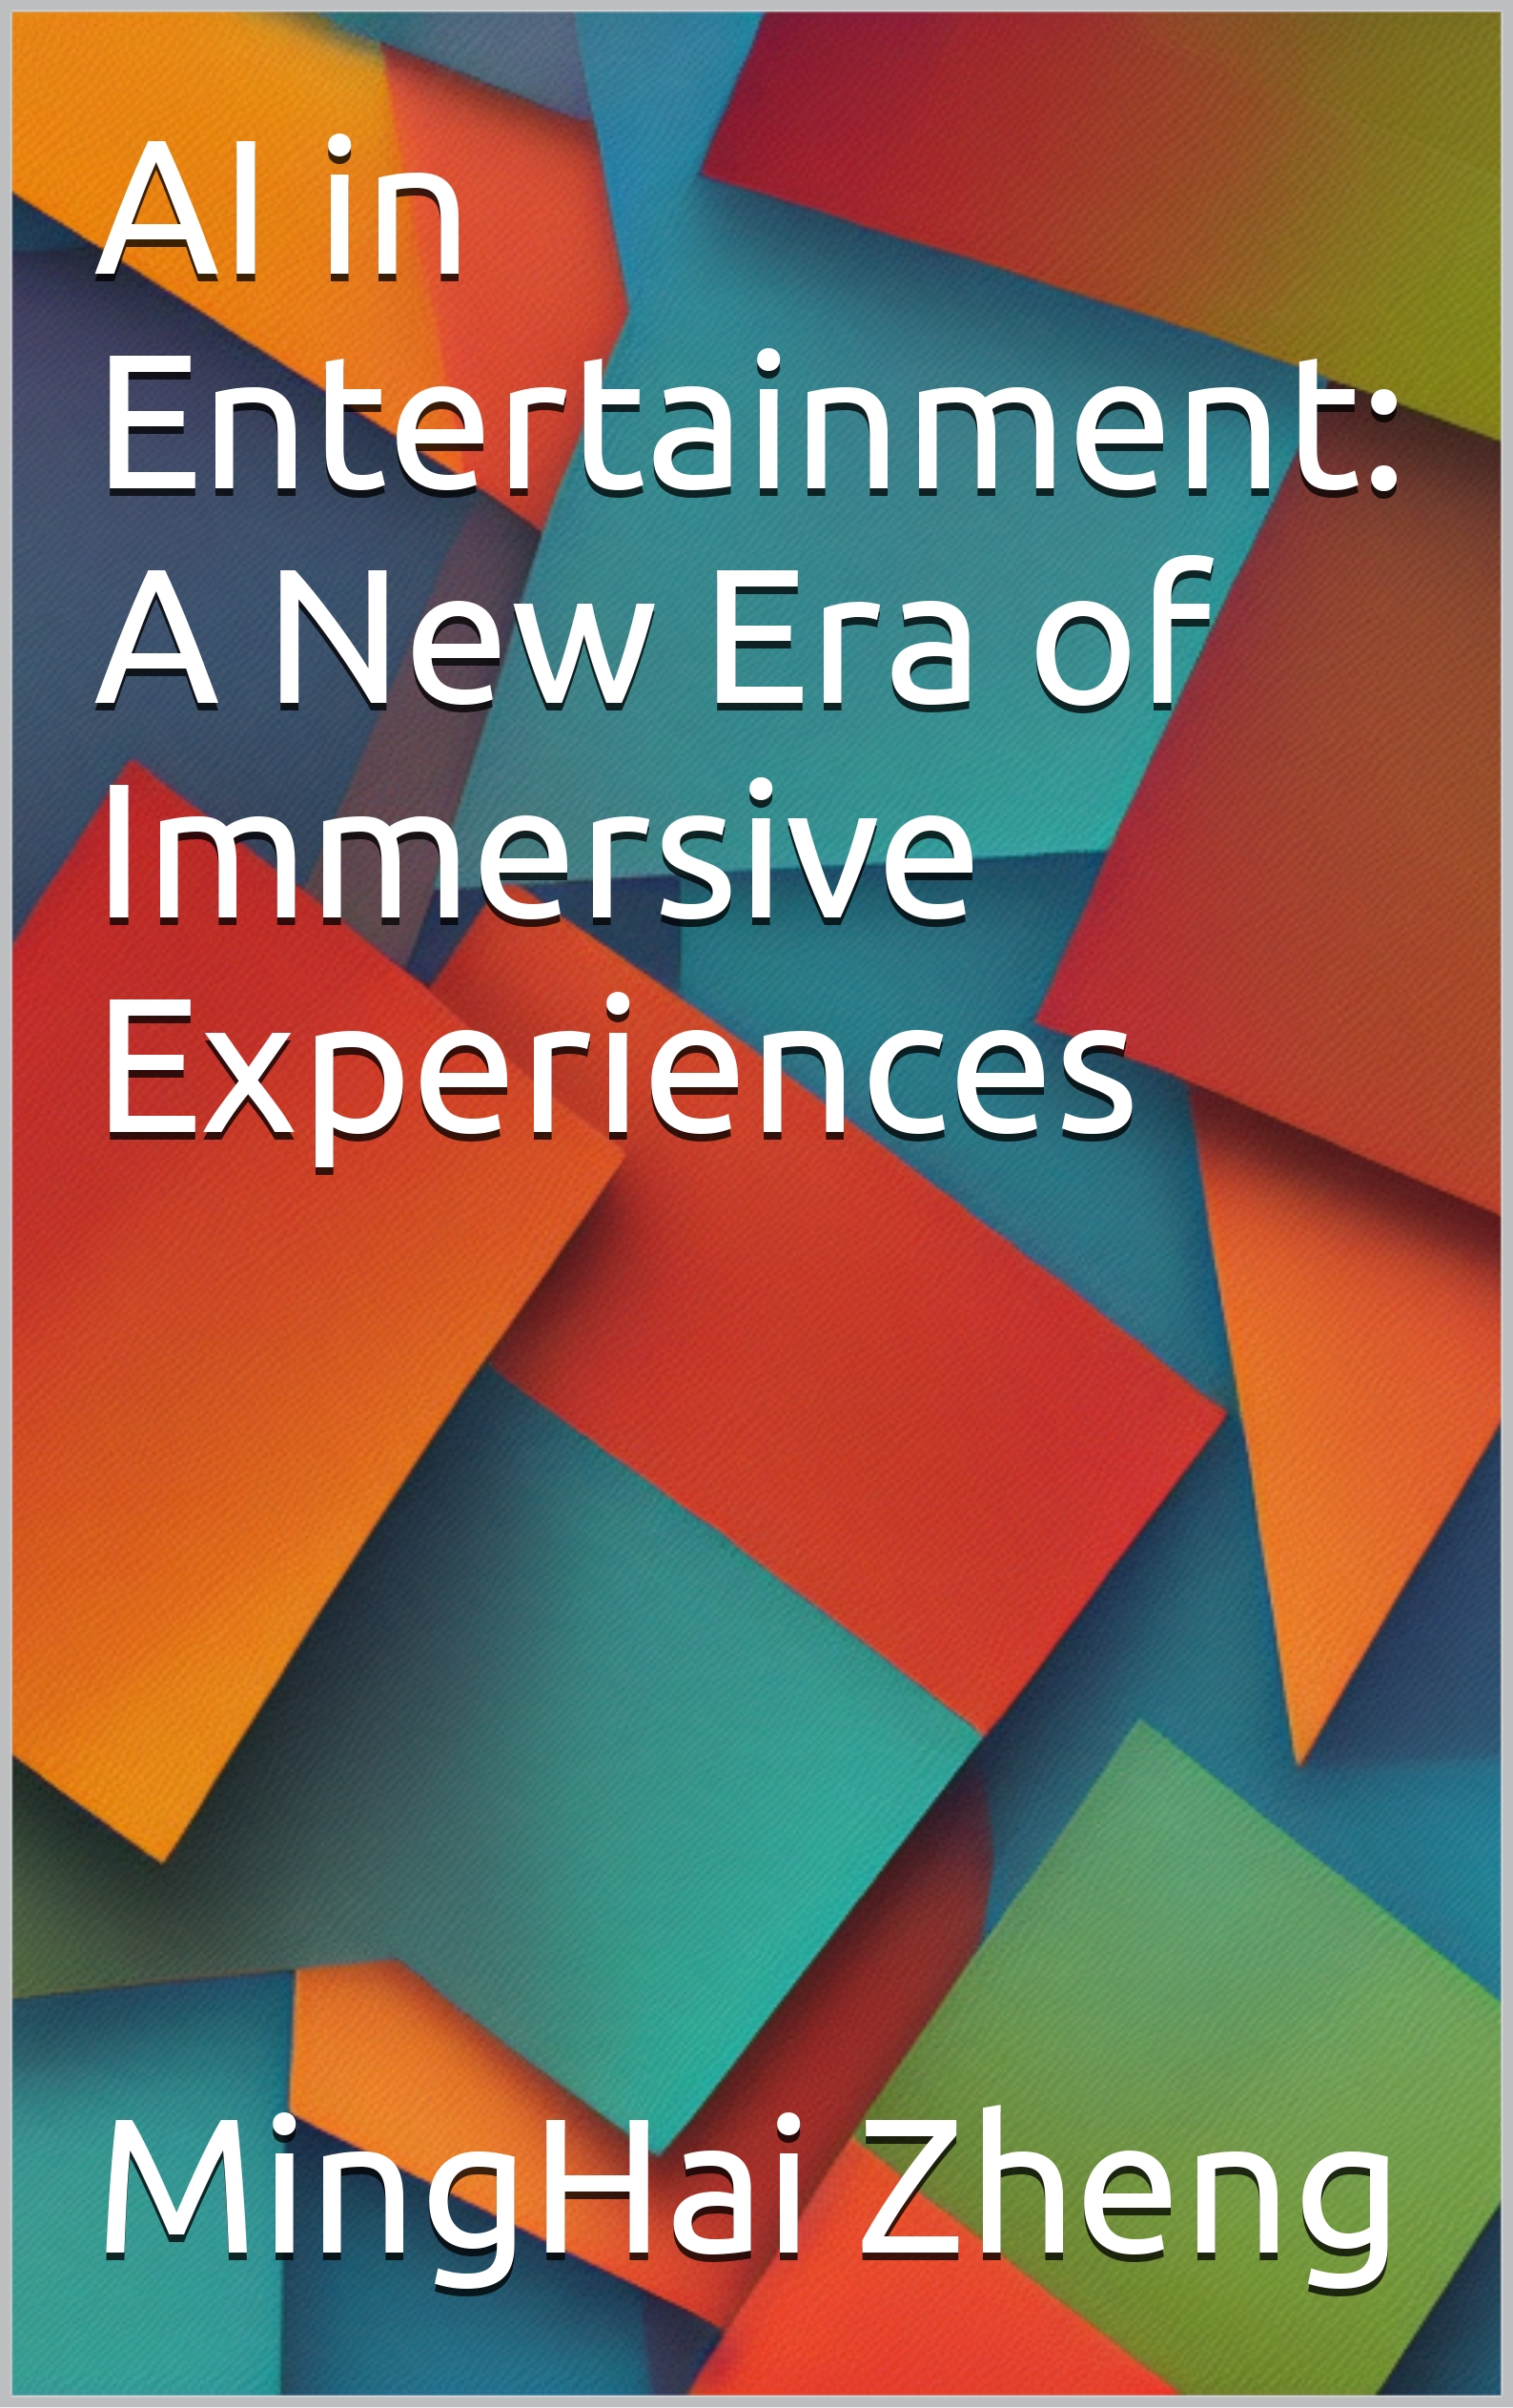 AI in
Entertainment:
A New Era of
Immersive
Experiences
MingHai Zheng